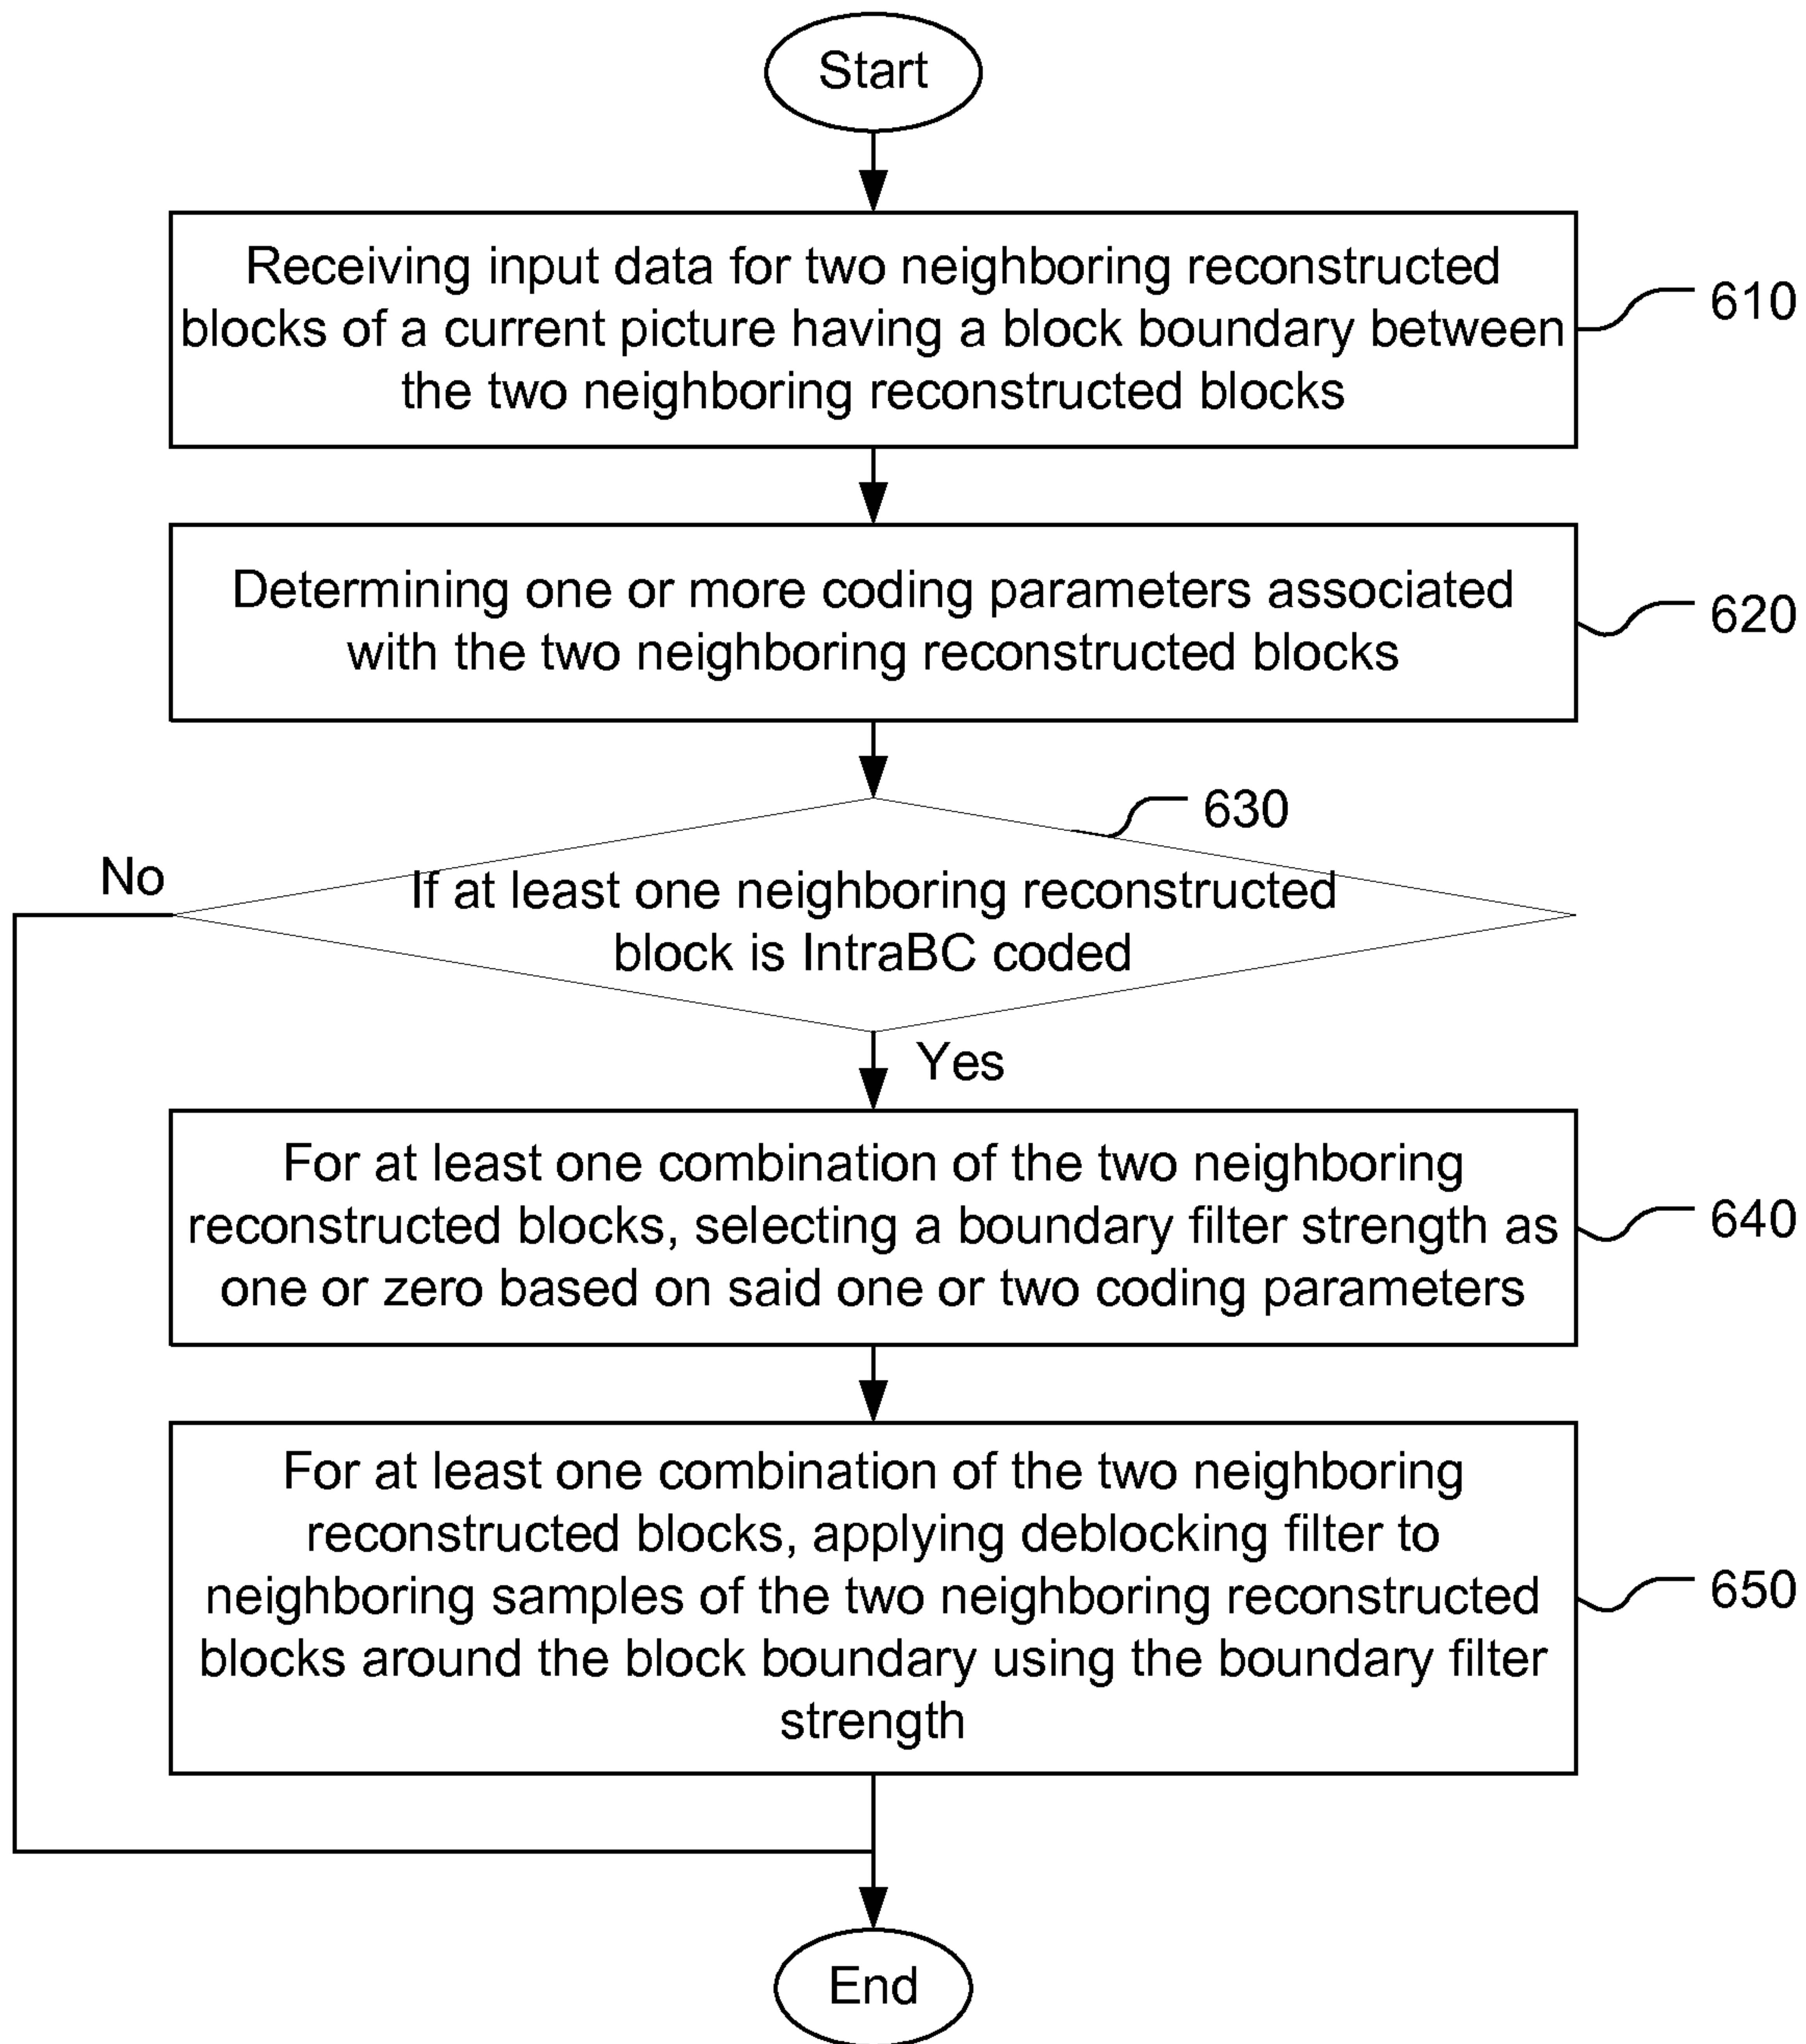 Start
Receiving input data for two neighboring reconstructed
blocks of a current picture having a block boundary between
the two neighboring reconstructed blocks
610
Determining one or more coding parameters associated
with the two neighboring reconstructed blocks
620
630
No
If at least one neighboring reconstructed
block is IntraBC coded
Yes
For at least one combination of the two neighboring
reconstructed blocks, selecting a boundary filter strength as
one or zero based on said one or two coding parameters
640
For at least one combination of the two neighboring
reconstructed blocks, applying deblocking filter to
neighboring samples of the two neighboring reconstructed
blocks around the block boundary using the boundary filter
strength
650
End